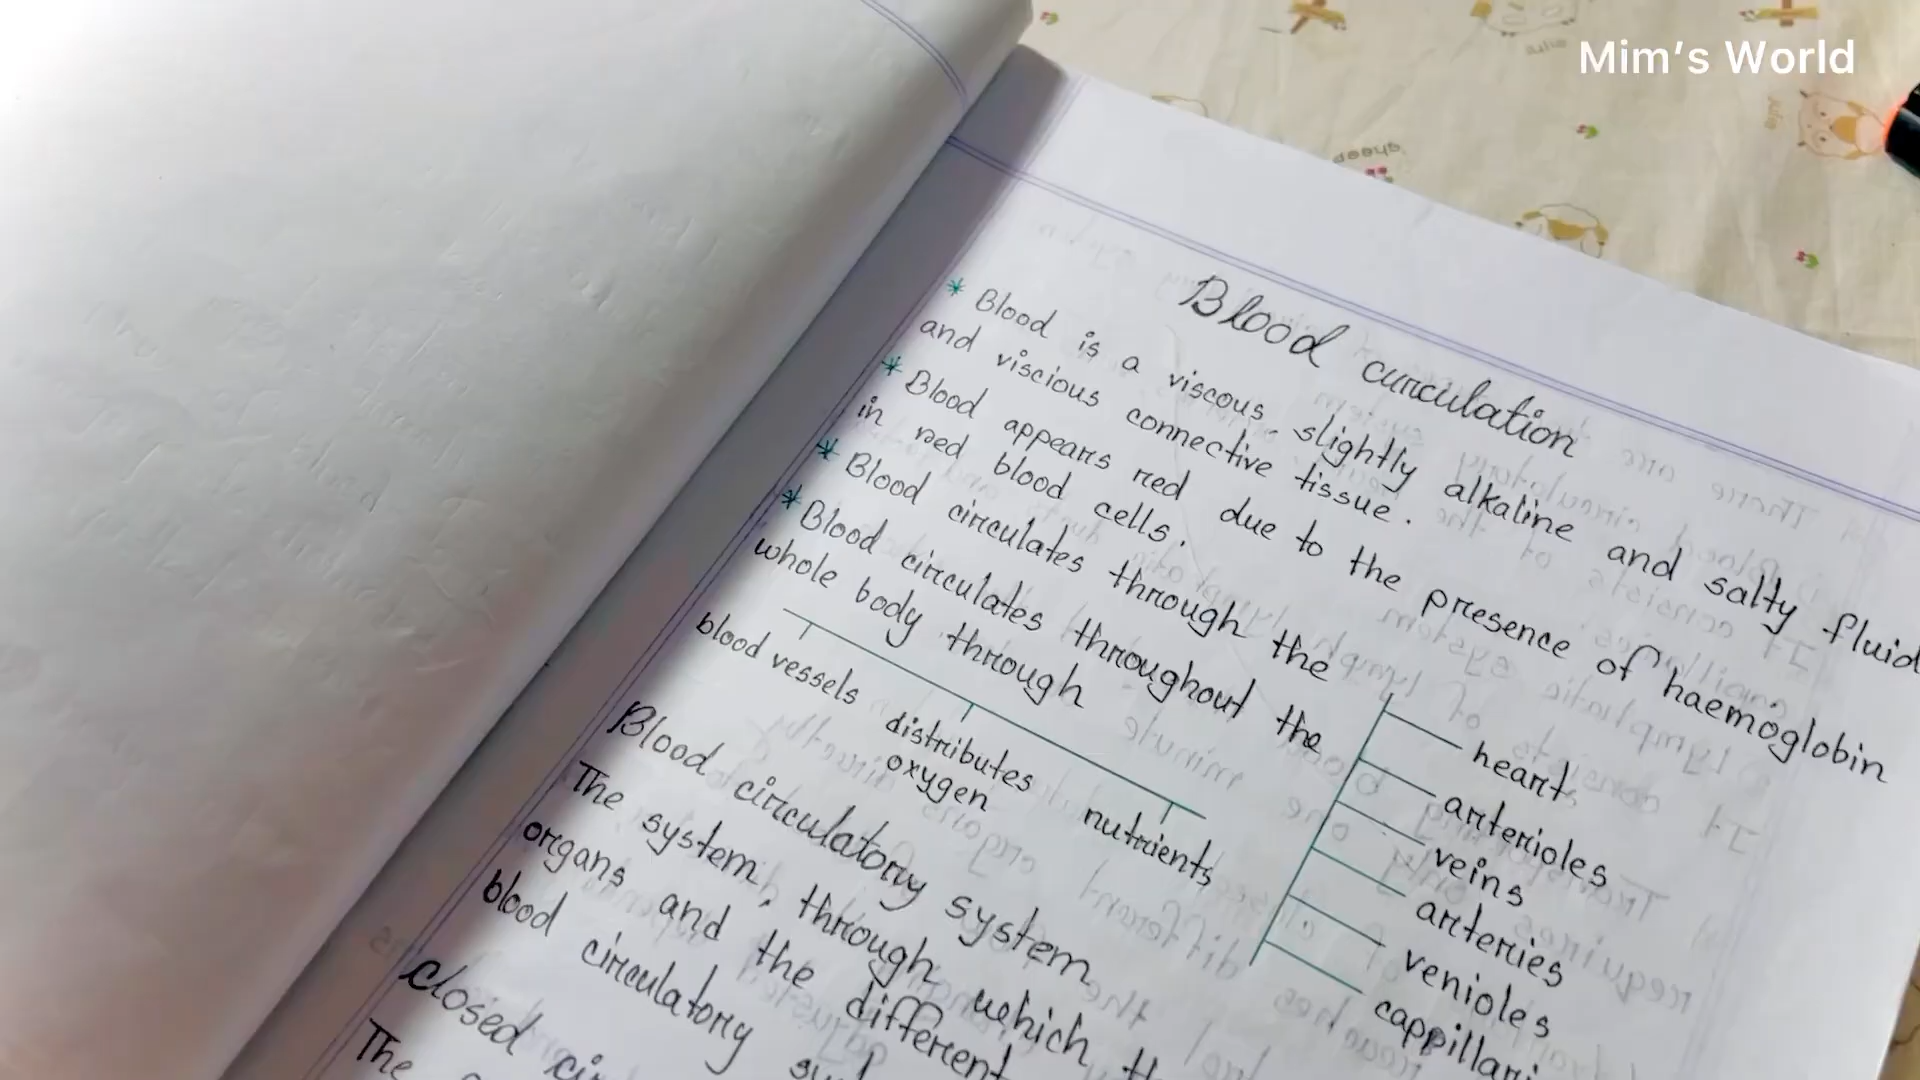 Mim's World
Blood circulation
* Blood is a viscous, slightly alkaline and salty fluid
and viscious connective tissue.
* Blood appears red due to the presence of haemoglobin
in red blood cells.
* Blood circulates through the
heart
arterioles
veins
arteries
venioles
* Blood circulates throughout the
whole body through
blood vessels
distributes
oxygen
nutrients
Blood circulatory system
The system, through which
organs and the different
blood circulatory
closed
The